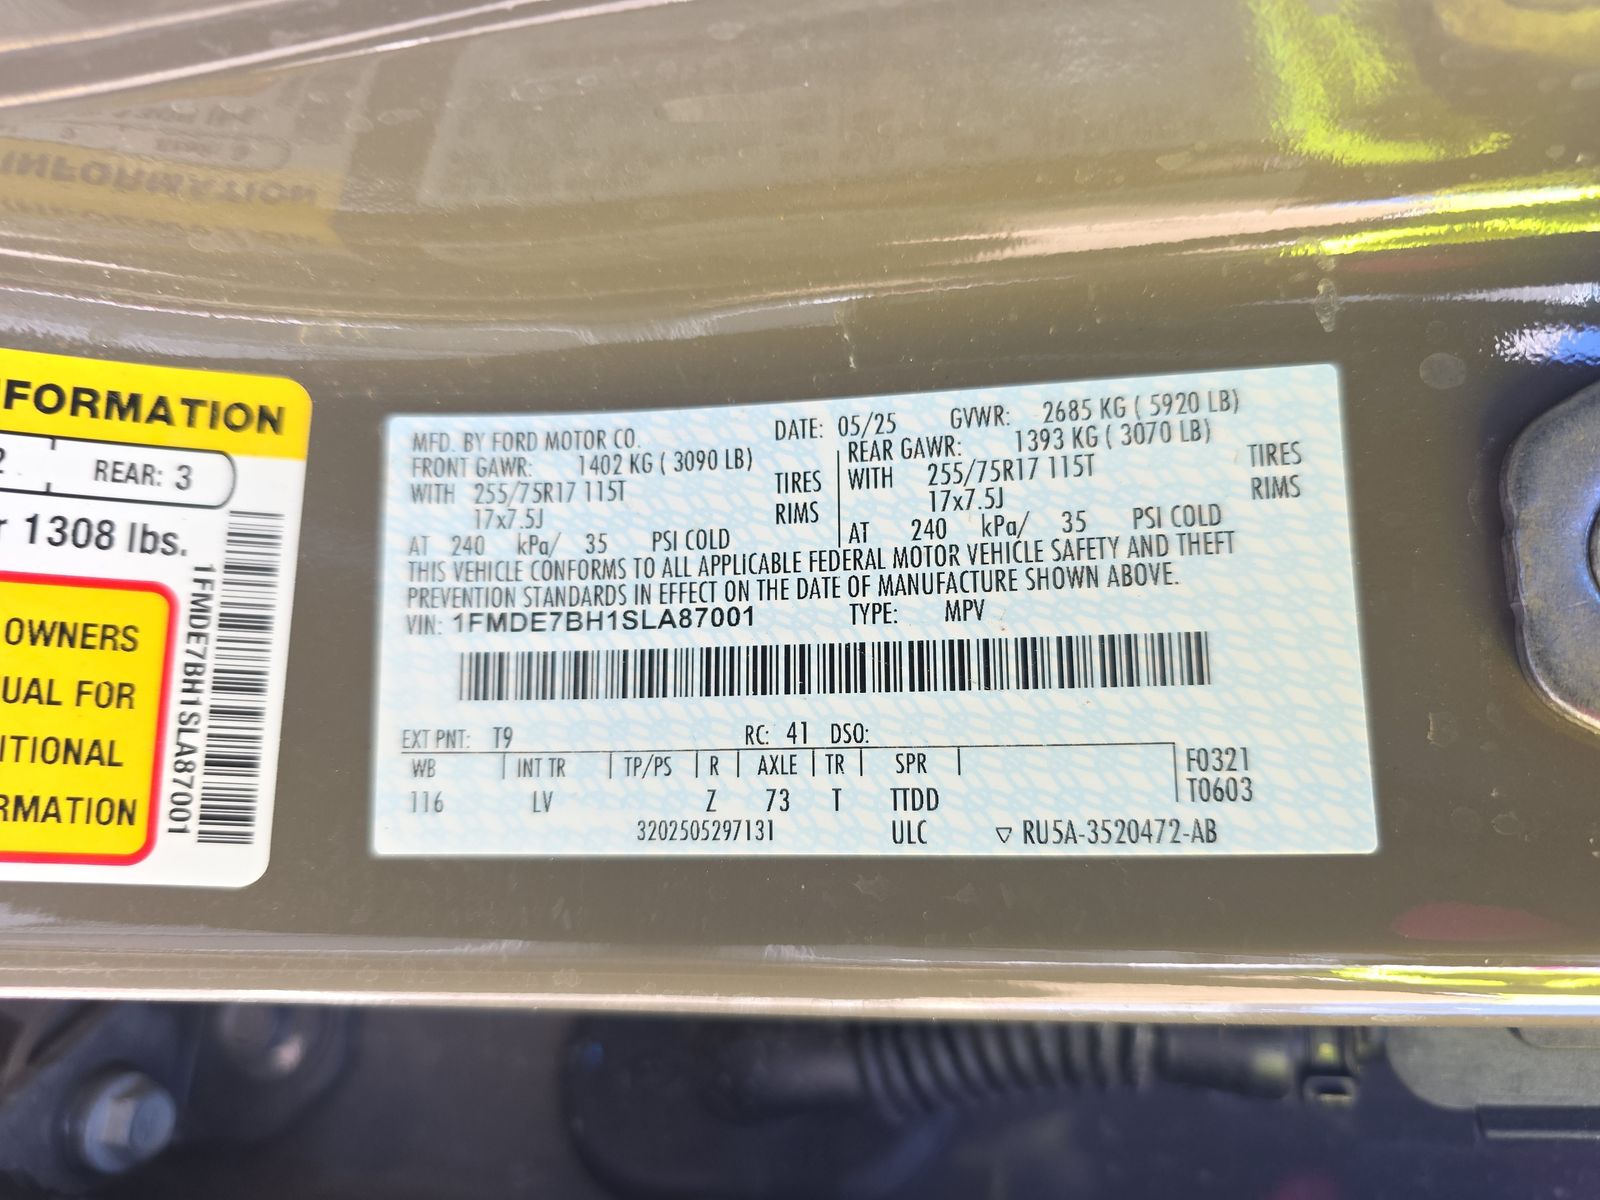 INFORMATION
FORMATION
2
REAR: 3
r 1308 lbs.
OWNERS
UAL FOR
ITIONAL
RMATION
1FMDE7BH1SLA87001
MFD. BY FORD MOTOR CO.
DATE: 05/25 GVWR: 2685 KG ( 5920 LB)
FRONT GAWR: 1402 KG ( 3090 LB)
WITH 255/75R17 115T TIRES
17x7.5J RIMS
AT 240 kPa/ 35 PSI COLD
REAR GAWR: 1393 KG ( 3070 LB)
WITH 255/75R17 115T TIRES
17x7.5J RIMS
AT 240 kPa/ 35 PSI COLD
THIS VEHICLE CONFORMS TO ALL APPLICABLE FEDERAL MOTOR VEHICLE SAFETY AND THEFT
PREVENTION STANDARDS IN EFFECT ON THE DATE OF MANUFACTURE SHOWN ABOVE.
VIN: 1FMDE7BH1SLA87001 TYPE: MPV
EXT PNT: T9 RC: 41 DSO:
WB INT TR TP/PS R AXLE TR SPR F0321
116 LV Z 73 T TTDD T0603
3202505297131 ULC ▽ RU5A-3520472-AB